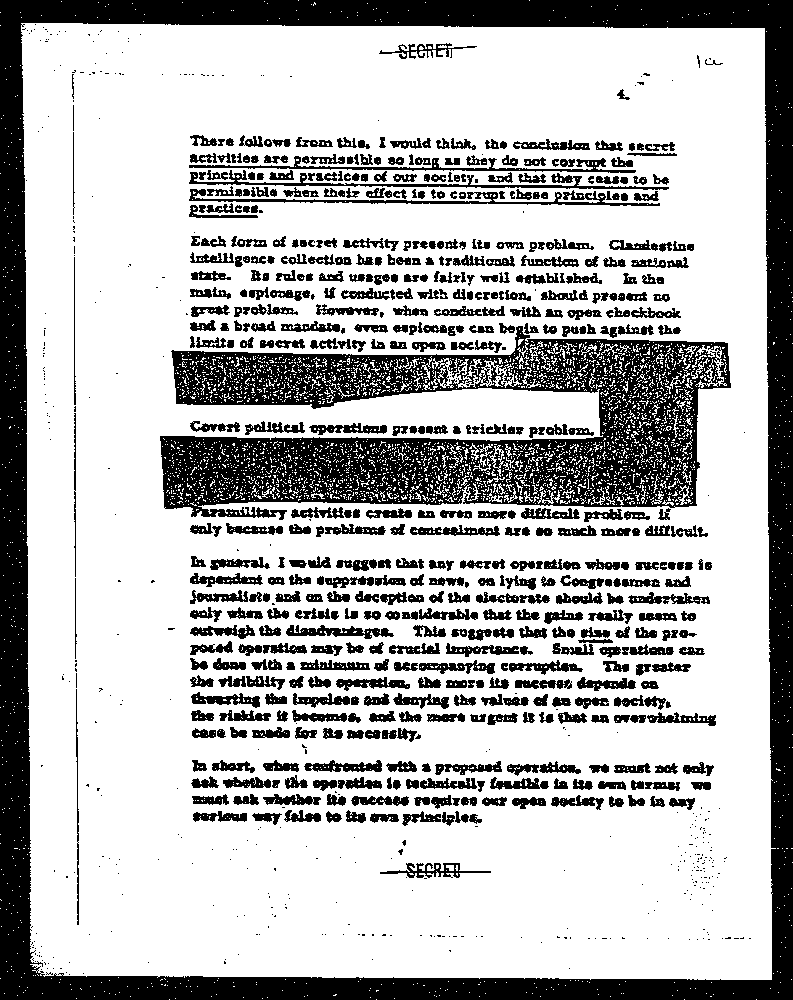 SECRET
1a
4.
There follows from this, I would think, the conclusion that secret
activities are permissible so long as they do not corrupt the
principles and practices of our society, and that they cease to be
permissible when their effect is to corrupt these principles and
practices.
Each form of secret activity presents its own problem. Clandestine
intelligence collection has been a traditional function of the national
state. Its rules and usages are fairly well established. In the
main, espionage, if conducted with discretion, should present no
great problem. However, when conducted with an open checkbook
and a broad mandate, even espionage can begin to push against the
limits of secret activity in an open society.
Covert political operations present a trickier problem.
Paramilitary activities create an even more difficult problem, if
only because the problems of concealment are so much more difficult.
In general, I would suggest that any secret operation whose success is
dependent on the suppression of news, on lying to Congressmen and
journalists and on the deception of the electorate should be undertaken
only when the crisis is so considerable that the gains really seem to
outweigh the disadvantages. This suggests that the size of the pro-
posed operation may be of crucial importance. Small operations can
be done with a minimum of accompanying corruption. The greater
the visibility of the operation, the more its success depends on
thwarting the impulses and denying the values of an open society,
the riskier it becomes, and the more urgent it is that an overwhelming
case be made for its necessity.
In short, when confronted with a proposed operation, we must not only
ask whether the operation is technically feasible in its own terms; we
must ask whether its success requires our open society to be in any
serious way false to its own principles.
SECRET